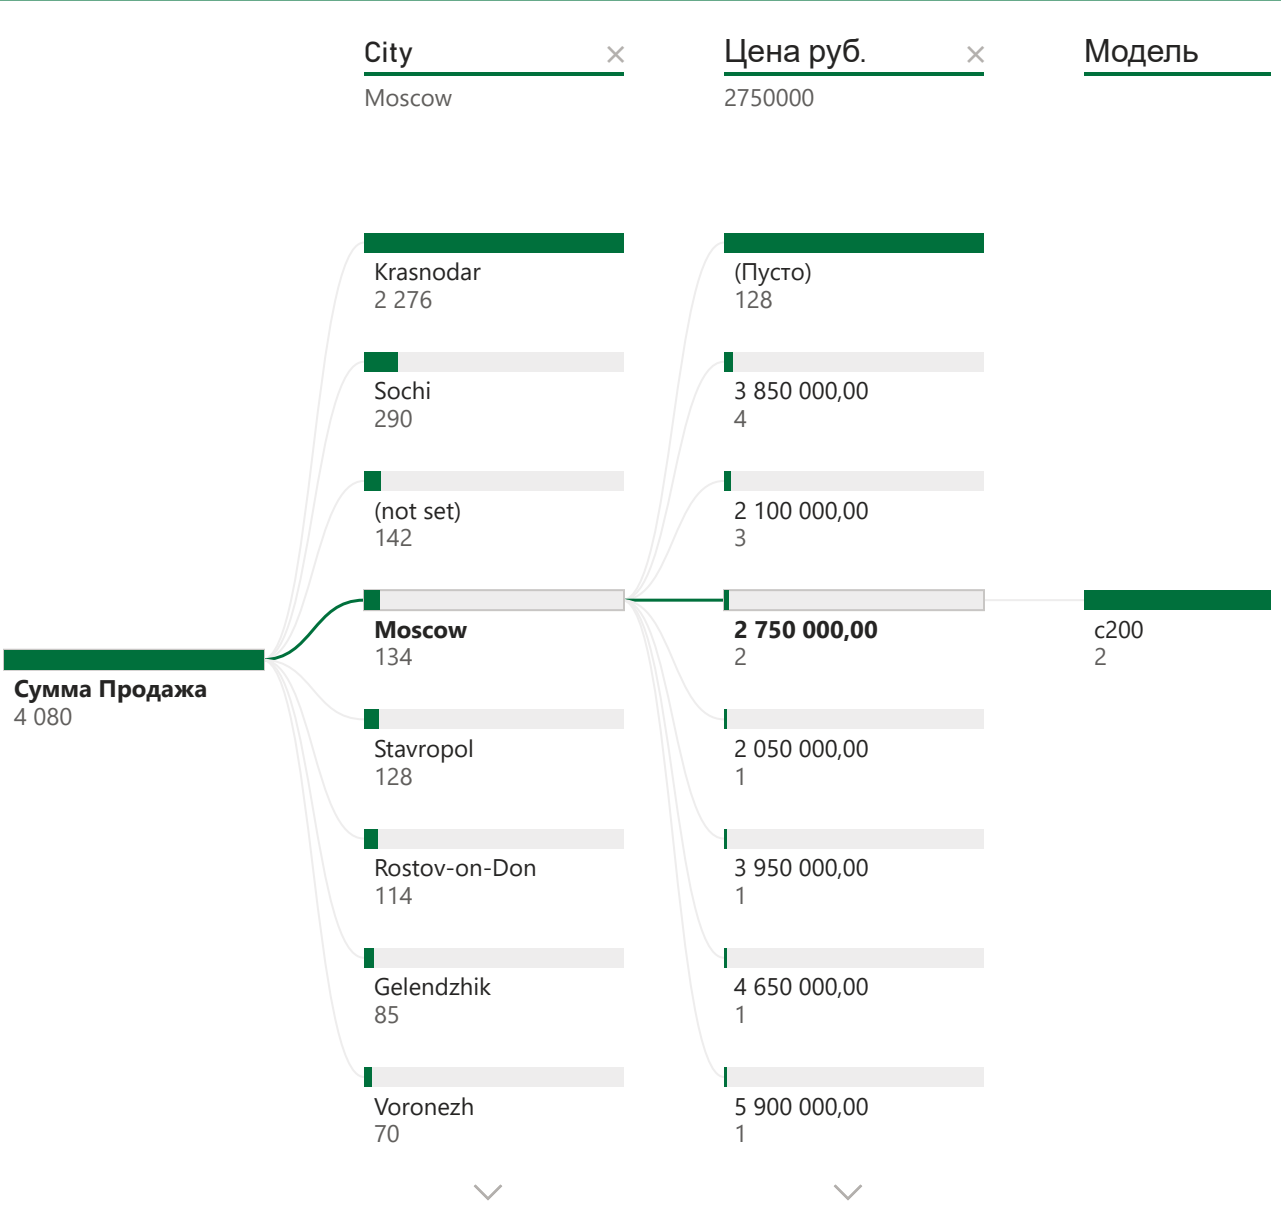 City
Цена руб.
Модель
Moscow
2750000
Krasnodar
2 276
Sochi
290
(not set)
142
Moscow
134
Stavropol
128
Rostov-on-Don
114
Gelendzhik
85
Voronezh
70
Сумма Продажа
4 080
(Пусто)
128
3 850 000,00
4
2 100 000,00
3
2 750 000,00
2
2 050 000,00
1
3 950 000,00
1
4 650 000,00
1
5 900 000,00
1
c200
2